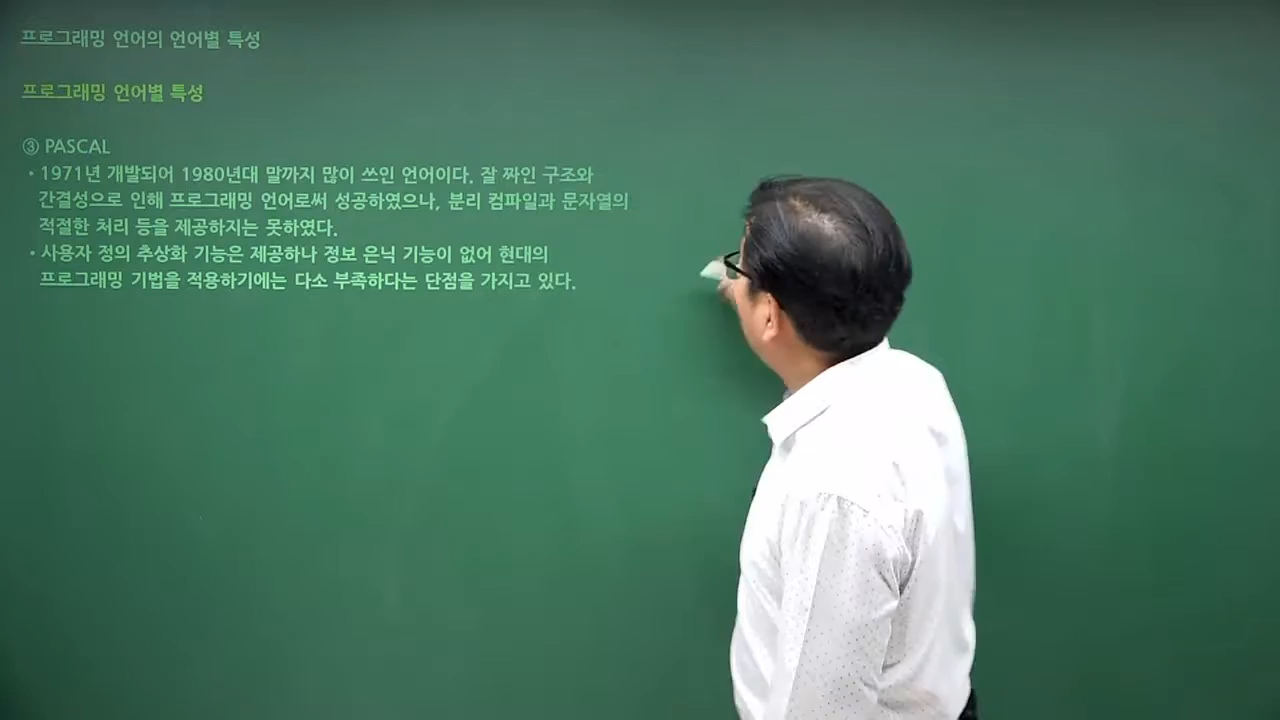 프로그래밍 언어의 언어별 특성
프로그래밍 언어별 특성
③ PASCAL
• 1971년 개발되어 1980년대 말까지 많이 쓰인 언어이다. 잘 짜인 구조와
간결성으로 인해 프로그래밍 언어로써 성공하였으나, 분리 컴파일과 문자열의
적절한 처리 등을 제공하지는 못하였다.
• 사용자 정의 추상화 기능은 제공하나 정보 은닉 기능이 없어 현대의
프로그래밍 기법을 적용하기에는 다소 부족하다는 단점을 가지고 있다.